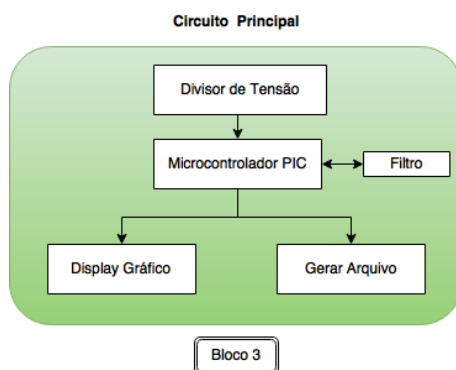 Circuito Principal
Divisor de Tensão
Microcontrolador PIC
Filtro
Display Gráfico
Gerar Arquivo
Bloco 3